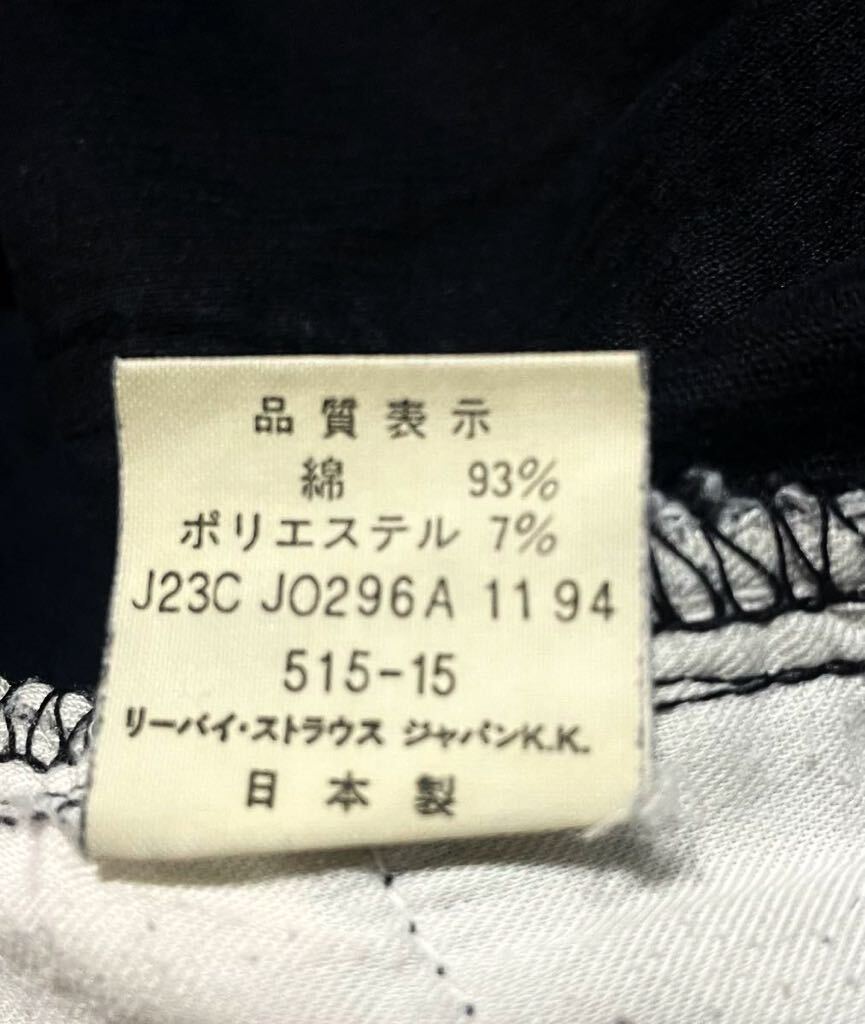 品質表示
綿 93%
ポリエステル 7%
J23C J0296A 11 94
515-15
リーバイ・ストラウス ジャパンK.K.
日本製